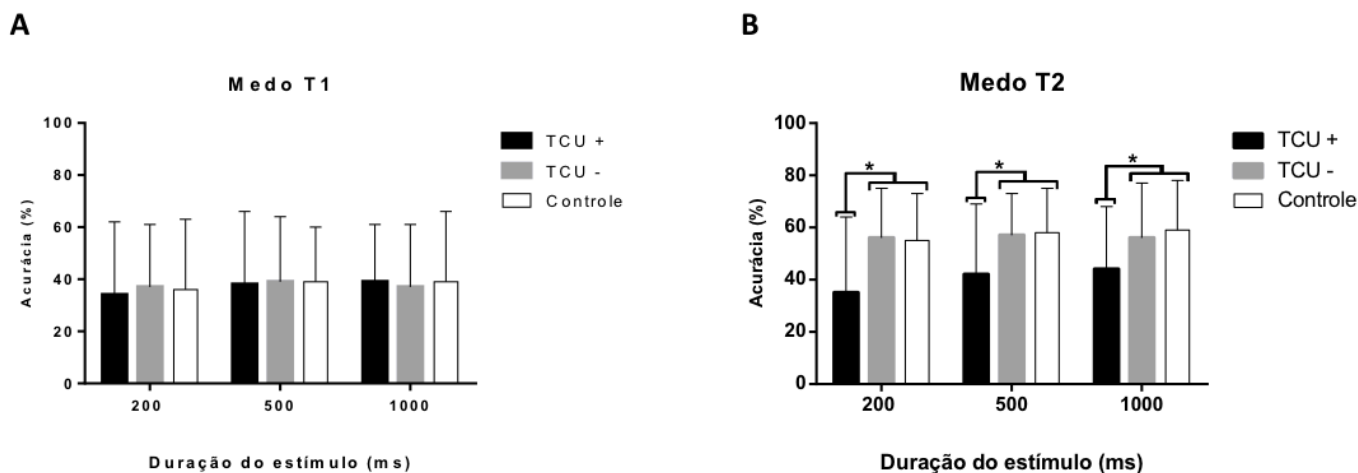 A
Medo T1
100
80
60
40
20
0
Acurácia (%)
200 500 1000
Duração do estímulo (ms)
TCU +
TCU -
Controle
B
Medo T2
100
80
60
40
20
0
Acurácia (%)
* * *
200 500 1000
Duração do estímulo (ms)
TCU +
TCU -
Controle